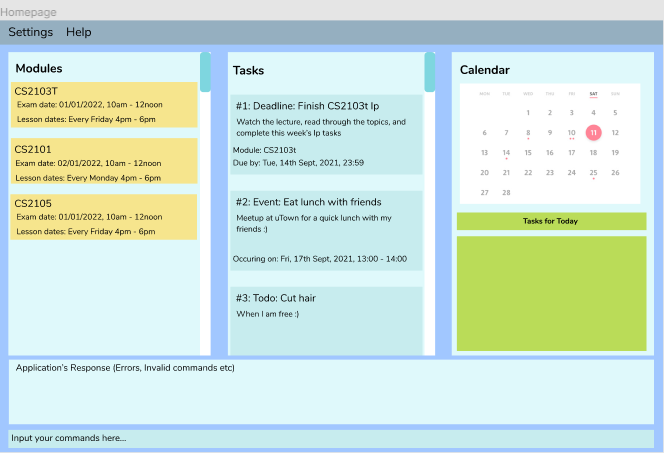 Homepage
Settings Help
Modules
CS2103T
Exam date: 01/01/2022, 10am - 12noon
Lesson dates: Every Friday 4pm - 6pm
CS2101
Exam date: 02/01/2022, 10am - 12noon
Lesson dates: Every Monday 4pm - 6pm
CS2105
Exam date: 01/01/2022, 10am - 12noon
Lesson dates: Every Friday 4pm - 6pm
Tasks
#1: Deadline: Finish CS2103t Ip
Watch the lecture, read through the topics, and
complete this week's Ip tasks
Module: CS2103t
Due by: Tue, 14th Sept, 2021, 23:59
#2: Event: Eat lunch with friends
Meetup at uTown for a quick lunch with my
friends :)
Occuring on: Fri, 17th Sept, 2021, 13:00 - 14:00
#3: Todo: Cut hair
When I am free :)
Calendar
MON TUE WED THU FRI SAT SUN
1 2 3 4 5
6 7 8 9 10 11 12
13 14 15 16 17 18 19
20 21 22 23 24 25 26
27 28
Tasks for Today
Application's Response (Errors, Invalid commands etc)
Input your commands here...